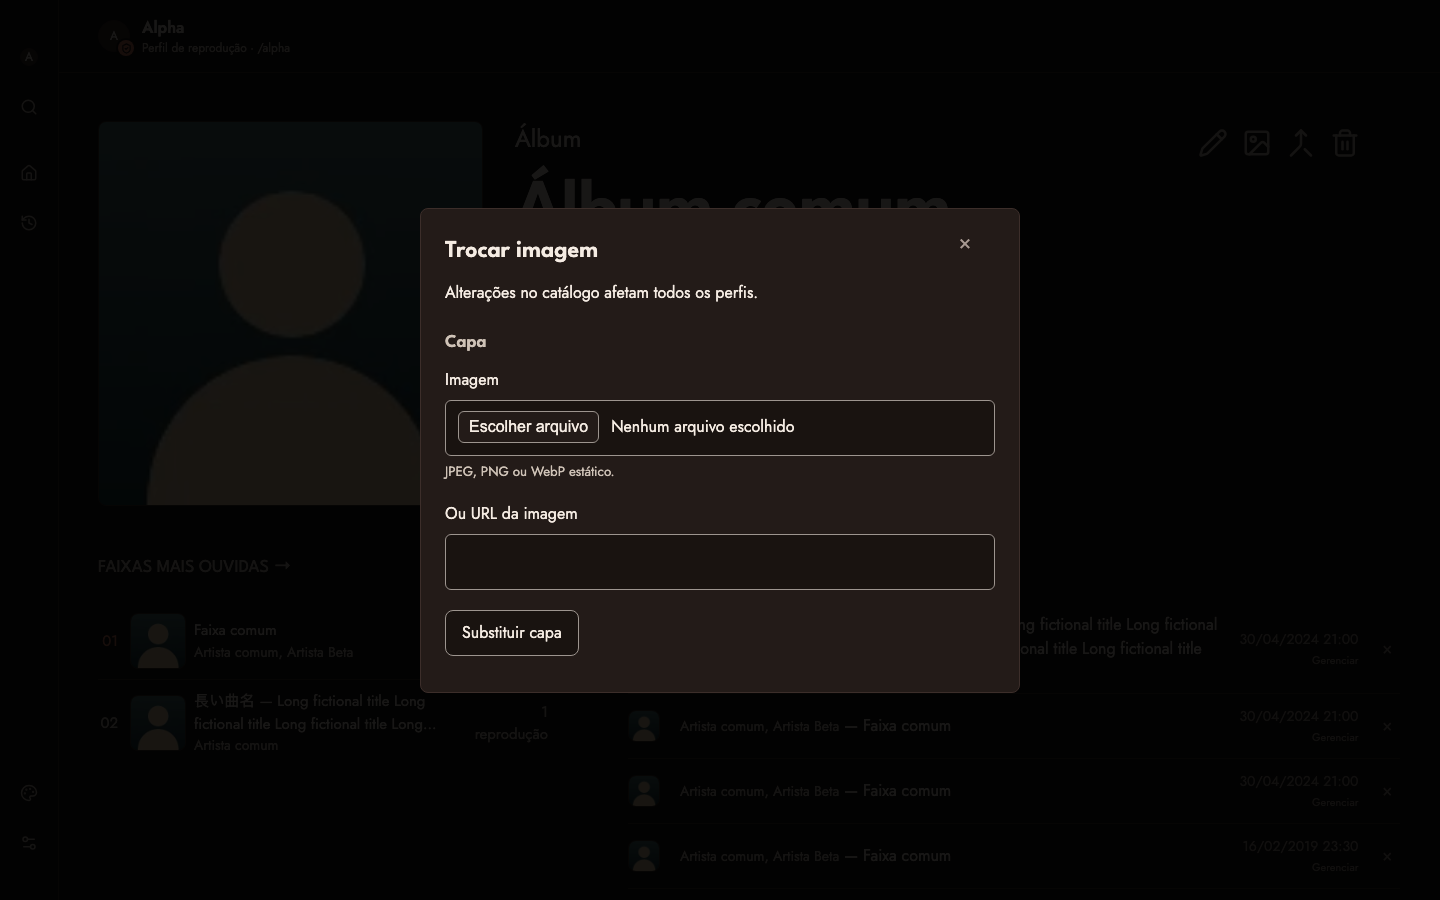 A
Alpha
Perfil de reprodução · /alpha
A
Álbum
Álbum comum
Trocar imagem
×
Alterações no catálogo afetam todos os perfis.
Capa
Imagem
Escolher arquivo Nenhum arquivo escolhido
JPEG, PNG ou WebP estático.
Ou URL da imagem
Substituir capa
FAIXAS MAIS OUVIDAS →
01
Faixa comum
Artista comum, Artista Beta
02
長い曲名 — Long fictional title Long
fictional title Long fictional title Long…
Artista comum
1
reprodução
ng fictional title Long fictional
onal title Long fictional title
30/04/2024 21:00
Gerenciar
×
Artista comum, Artista Beta — Faixa comum
30/04/2024 21:00
Gerenciar
×
Artista comum, Artista Beta — Faixa comum
30/04/2024 21:00
Gerenciar
×
Artista comum, Artista Beta — Faixa comum
16/02/2019 23:30
Gerenciar
×